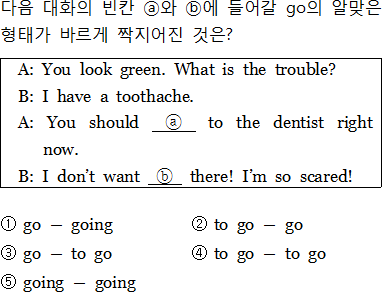 다음 대화의 빈칸 ⓐ와 ⓑ에 들어갈 go의 알맞은
형태가 바르게 짝지어진 것은?
A: You look green. What is the trouble?
B: I have a toothache.
A: You should ⓐ to the dentist right
now.
B: I don't want ⓑ there! I'm so scared!
① go - going ② to go - go
③ go - to go ④ to go - to go
⑤ going - going